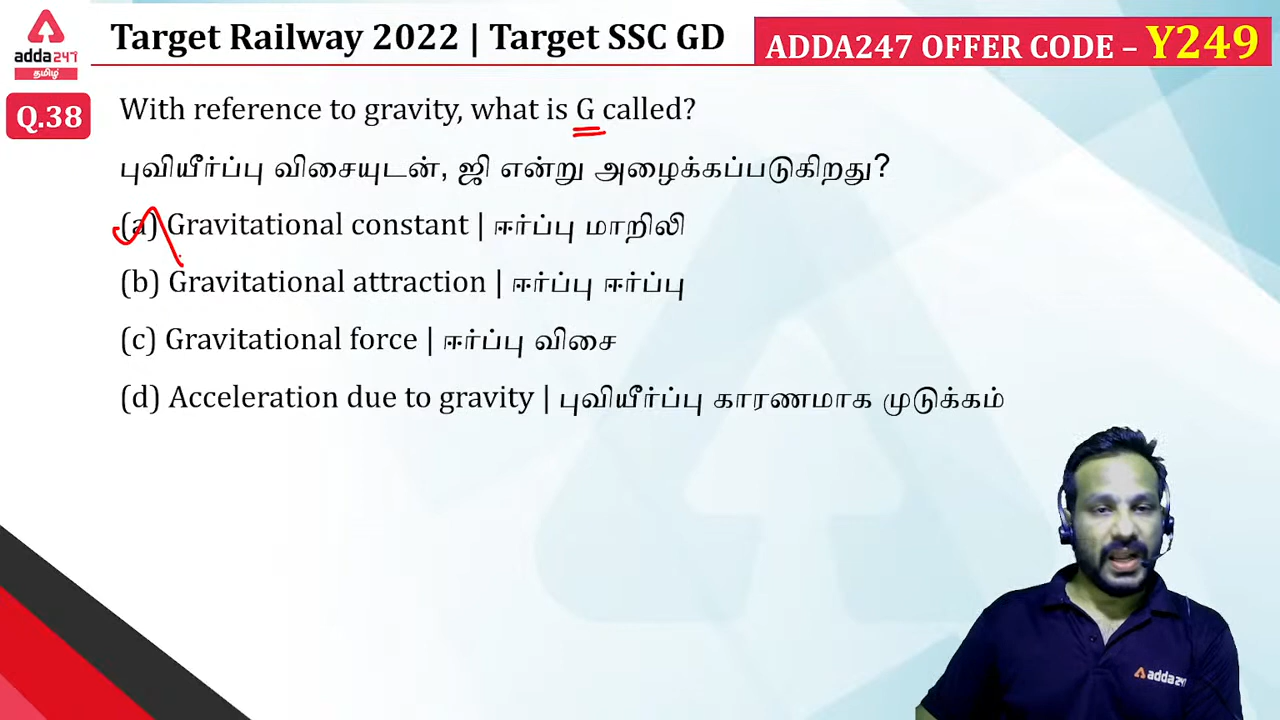 adda247
தமிழ்
Target Railway 2022 | Target SSC GD
ADDA247 OFFER CODE – Y249
Q.38
With reference to gravity, what is G called?
புவியீர்ப்பு விசையுடன், ஜி என்று அழைக்கப்படுகிறது?
(a) Gravitational constant | ஈர்ப்பு மாறிலி
(b) Gravitational attraction | ஈர்ப்பு ஈர்ப்பு
(c) Gravitational force | ஈர்ப்பு விசை
(d) Acceleration due to gravity | புவியீர்ப்பு காரணமாக முடுக்கம்
adda247